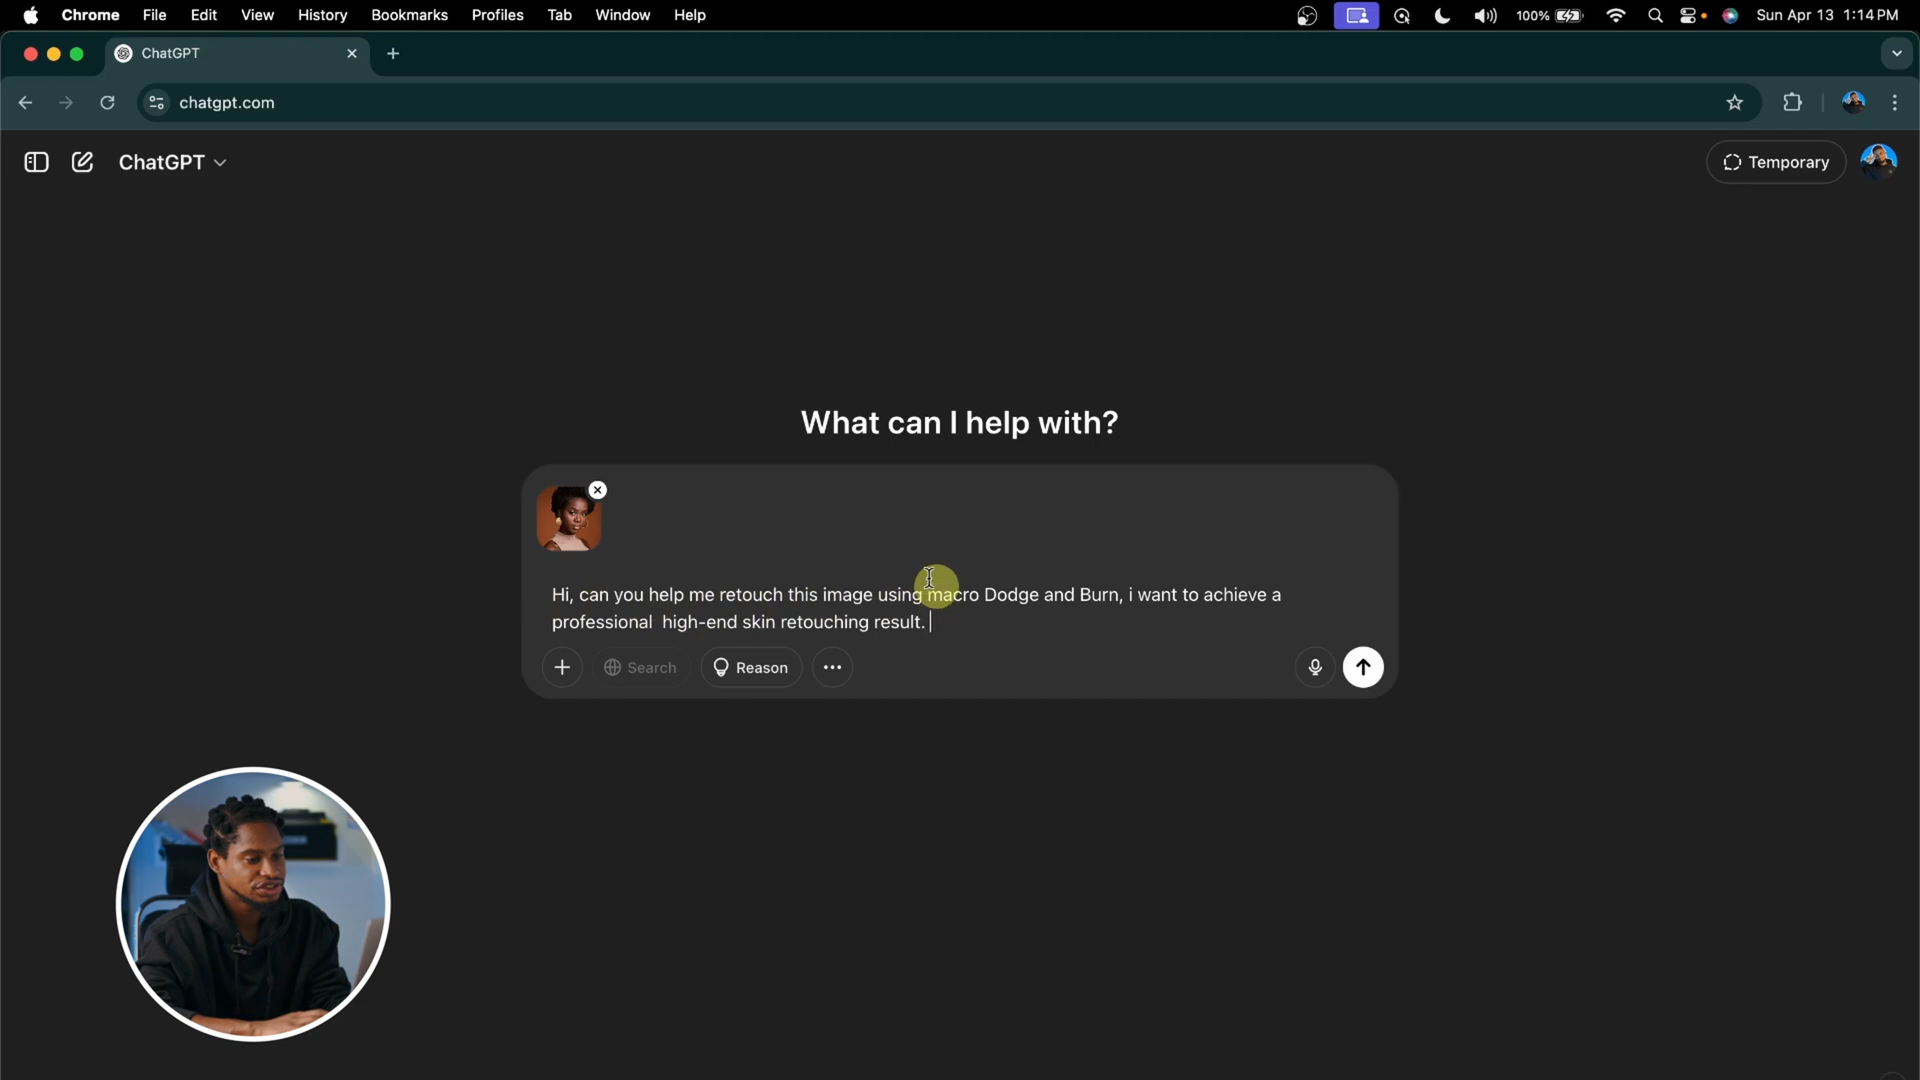 Chrome File Edit View History Bookmarks Profiles Tab Window Help 100% Sun Apr 13 1:14 PM
ChatGPT
chatgpt.com
ChatGPT Temporary
What can I help with?
Hi, can you help me retouch this image using macro Dodge and Burn, i want to achieve a
professional  high-end skin retouching result.
Search Reason